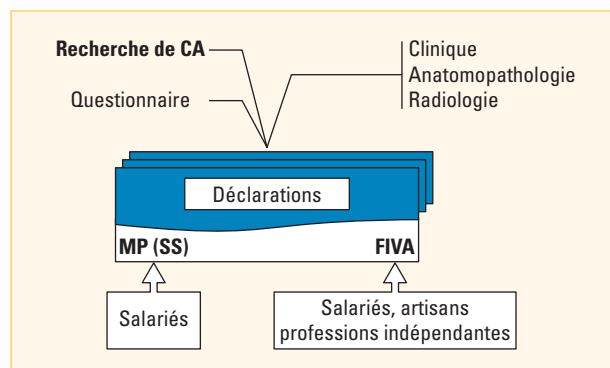 Recherche de CA
Questionnaire
Clinique
Anatomopathologie
Radiologie
Déclarations
MP (SS)
FIVA
Salariés
Salariés, artisans
professions indépendantes